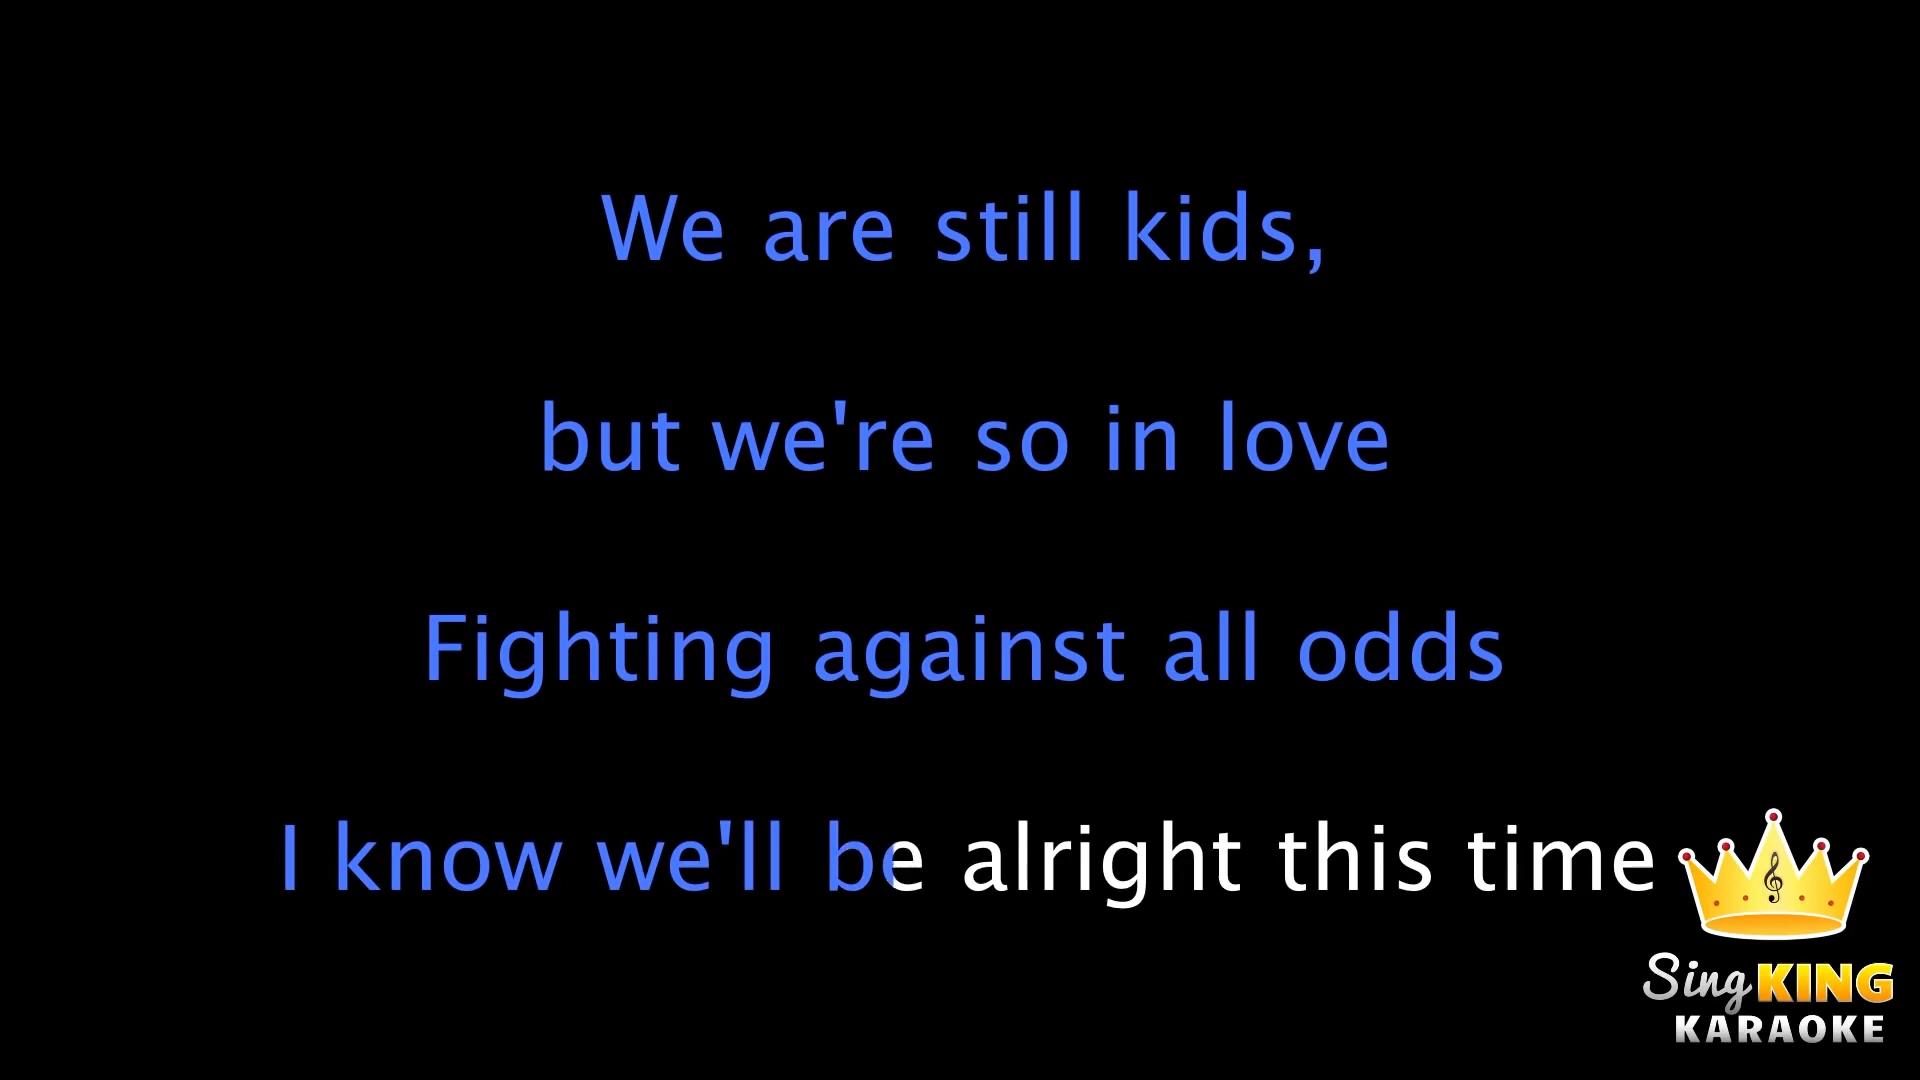 We are still kids,
but we're so in love
Fighting against all odds
I know we'll be alright this time
Sing KING
KARAOKE